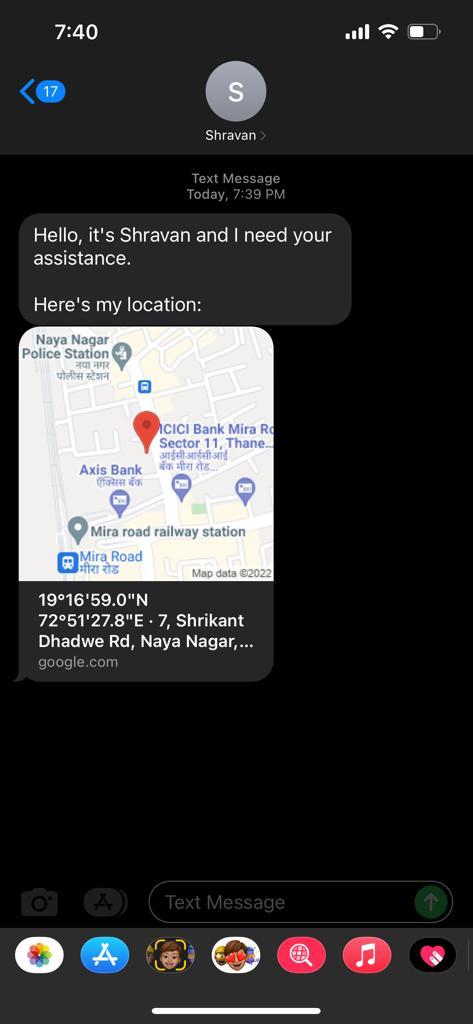 7:40
17
S
Shravan
Text Message
Today, 7:39 PM
Hello, it's Shravan and I need your
assistance.
Here's my location:
Naya Nagar
Police Station
नया नगर
पोलीस स्टेशन
ICICI Bank Mira Ro
Sector 11, Thane...
आईसीआईसीआई
बँक मीरा रोड...
Axis Bank
ऍक्सिस बँक
Mira road railway station
Mira Road
मीरा रोड
Map data ©2022
19°16'59.0"N
72°51'27.8"E · 7, Shrikant
Dhadwe Rd, Naya Nagar,...
google.com
Text Message